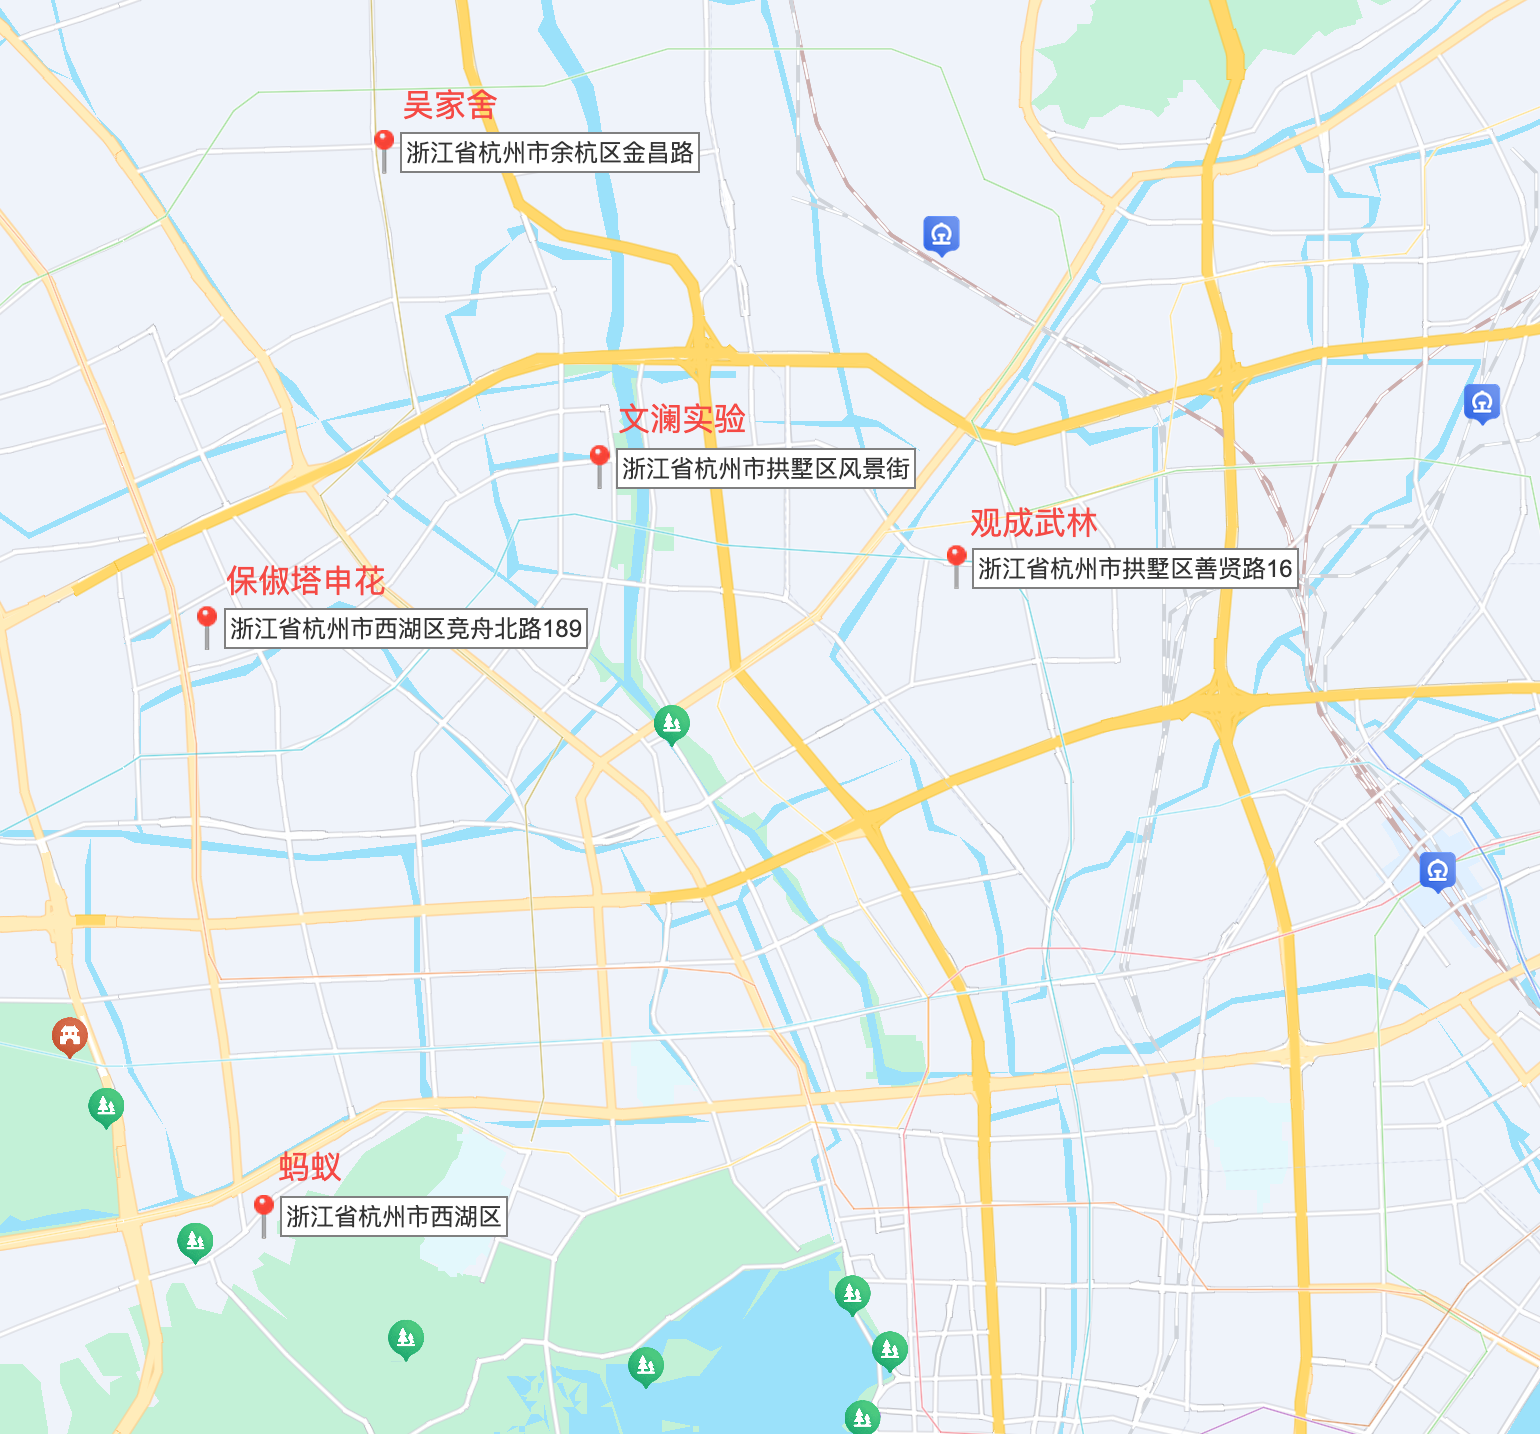 吴家舍
浙江省杭州市余杭区金昌路
文澜实验
浙江省杭州市拱墅区风景街
观成武林
浙江省杭州市拱墅区善贤路16
保俶塔申花
浙江省杭州市西湖区竞舟北路189
蚂蚁
浙江省杭州市西湖区